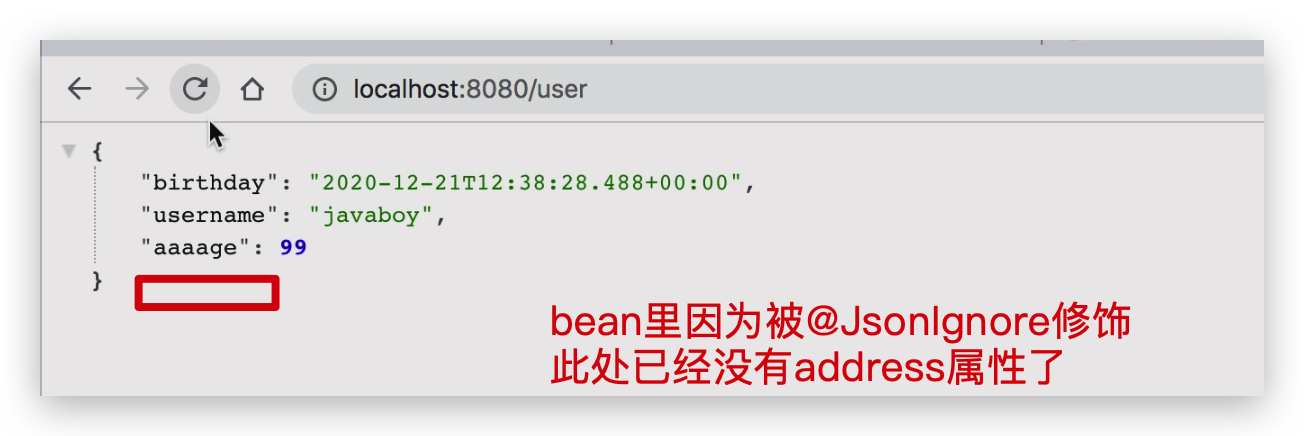 localhost:8080/user
{
"birthday": "2020-12-21T12:38:28.488+00:00",
"username": "javaboy",
"aaaage": 99
}
bean里因为被@JsonIgnore修饰
此处已经没有address属性了